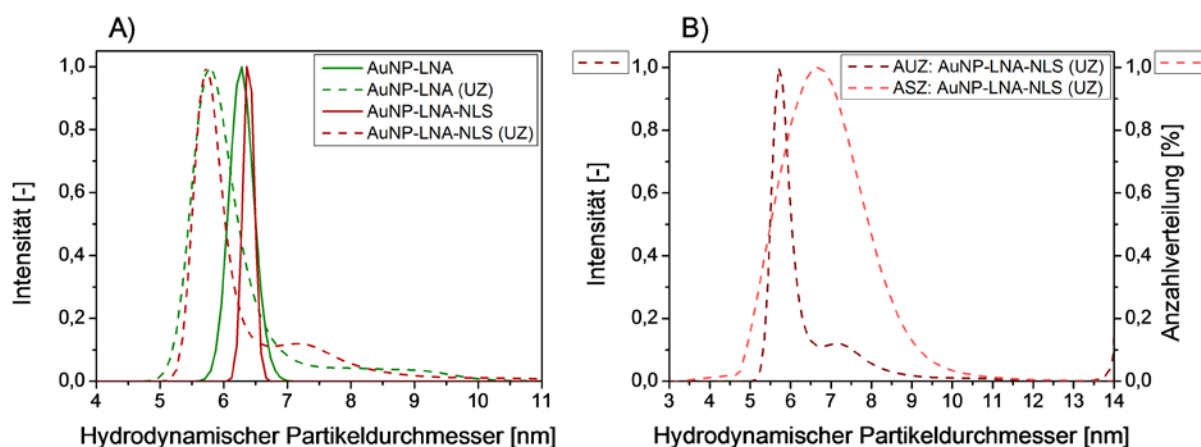 A)
AuNP-LNA
AuNP-LNA (UZ)
AuNP-LNA-NLS
AuNP-LNA-NLS (UZ)
1,0
0,8
0,6
0,4
0,2
0,0
Intensität [-]
4 5 6 7 8 9 10 11
Hydrodynamischer Partikeldurchmesser [nm]
B)
AUZ: AuNP-LNA-NLS (UZ)
ASZ: AuNP-LNA-NLS (UZ)
1,0
0,8
0,6
0,4
0,2
0,0
Intensität [-]
1,0
0,8
0,6
0,4
0,2
0,0
Anzahlverteilung [%]
3 4 5 6 7 8 9 10 11 12 13 14
Hydrodynamischer Partikeldurchmesser [nm]